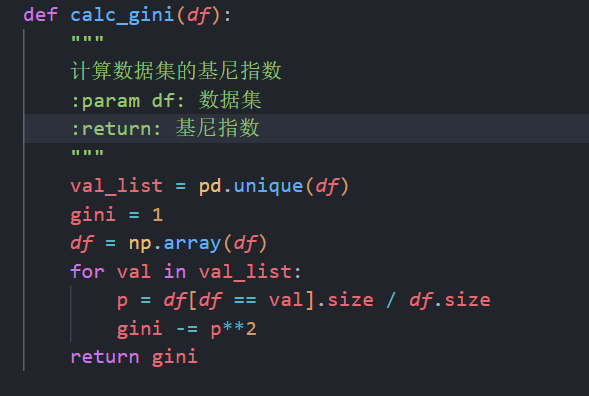 def calc_gini(df):
    """
    计算数据集的基尼指数
    :param df: 数据集
    :return: 基尼指数
    """
    val_list = pd.unique(df)
    gini = 1
    df = np.array(df)
    for val in val_list:
        p = df[df == val].size / df.size
        gini -= p**2
    return gini